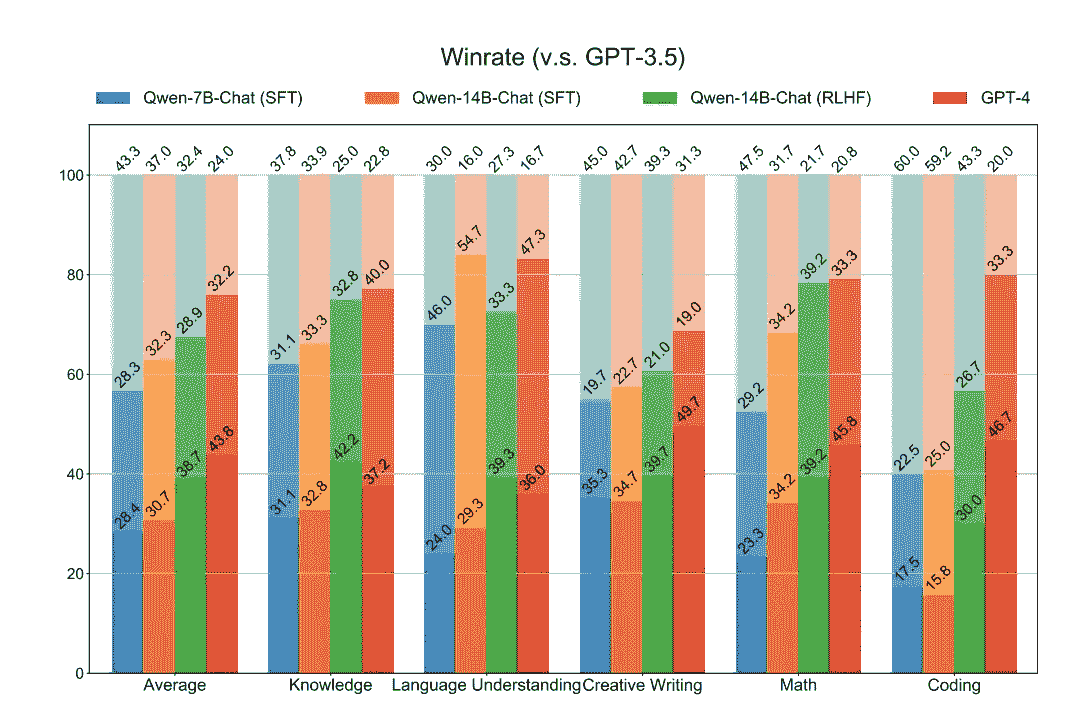 Winrate (v.s. GPT-3.5)
Qwen-7B-Chat (SFT) Qwen-14B-Chat (SFT) Qwen-14B-Chat (RLHF) GPT-4
43.3 37.0 32.4 24.0 37.8 33.9 25.0 22.8 30.0 16.0 27.3 16.7 45.0 42.7 39.3 31.3 47.5 31.7 21.7 20.8 60.0 59.2 43.3 20.0
28.3 32.3 28.9 32.2 31.1 33.3 32.8 40.0 46.0 54.7 33.3 47.3 19.7 22.7 21.0 19.0 29.2 34.2 39.2 33.3 22.5 25.0 26.7 33.3
28.4 30.7 38.7 43.8 31.1 32.8 42.2 37.2 24.0 29.3 39.3 36.0 35.3 34.7 39.7 49.7 23.3 34.2 39.2 45.8 17.5 15.8 30.0 46.7
100
80
60
40
20
0
Average Knowledge Language Understanding Creative Writing Math Coding